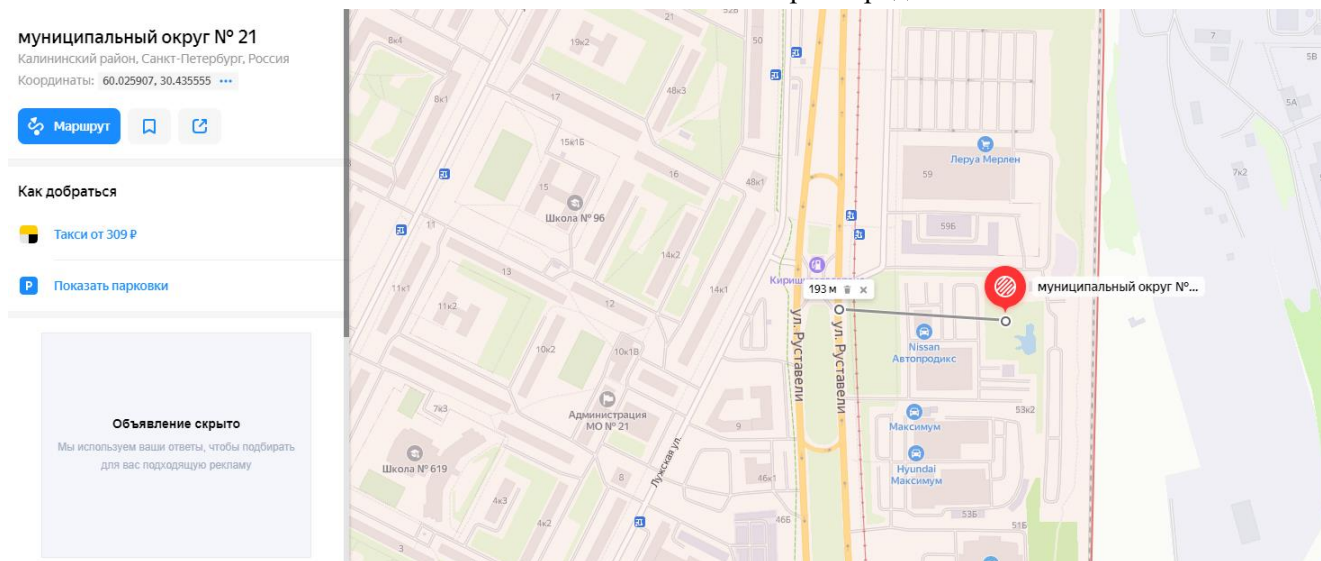 муниципальный округ № 21
Калининский район, Санкт-Петербург, Россия
Координаты: 60.025907, 30.435555 •••
Маршрут
Как добраться
Такси от 309 ₽
P Показать парковки
Объявление скрыто
Мы используем ваши ответы, чтобы подбирать
для вас подходящую рекламу
21
52Б
8к4
19к2
50
7
5В
8к1
17
48к3
5А
15к1Б
Леруа Мерлен
16
59
7к2
15
48к1
Школа № 96
11
59Б
14к2
13
Кириш
муниципальный округ №...
11к1
14к1
193 м
11к2
12
ул. Руставели
ул. Руставели
Nissan
Автопродикс
10к2
10к1В
7к3
Администрация
МО № 21
53к2
Максимум
9
Школа № 619
Лужская ул.
Hyundai
Максимум
8
46к1
4к3
4к2
46Б
53Б
51Б
3